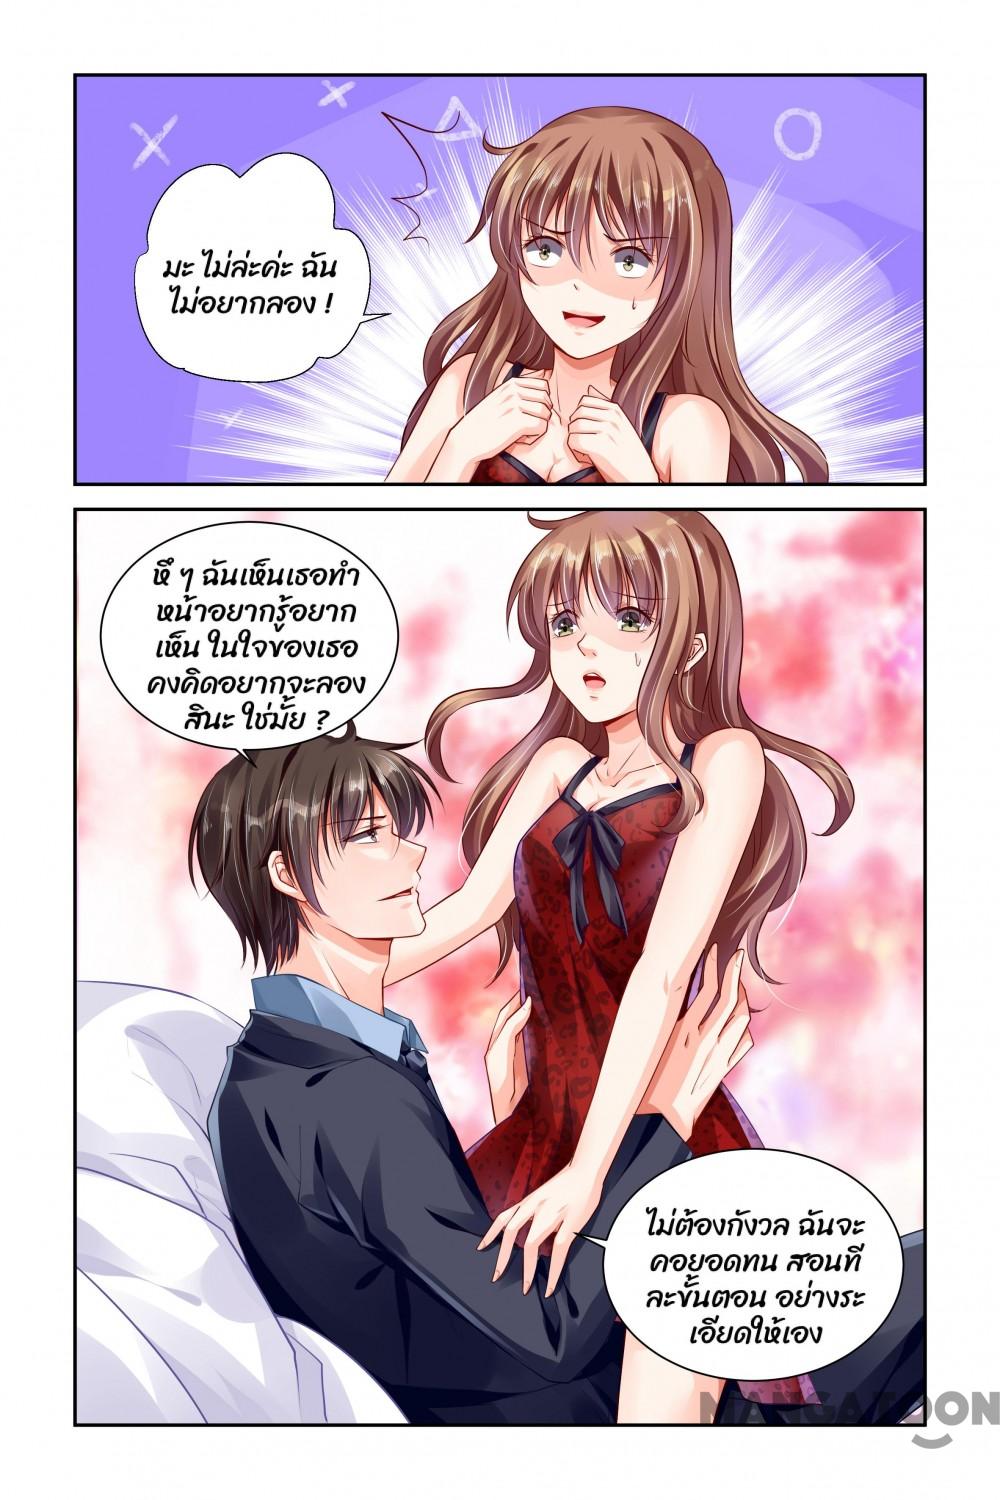 มะ ไม่ล่ะค่ะ ฉัน
ไม่อยากลอง !
หึ ๆ ฉันเห็นเธอทำ
หน้าอยากรู้อยาก
เห็น ในใจของเธอ
คงคิดอยากจะลอง
สินะ ใช่มั้ย ?
ไม่ต้องกังวล ฉันจะ
คอยอดทน สอนที
ละขั้นตอน อย่างระ
เอียดให้เอง
MANGATOON